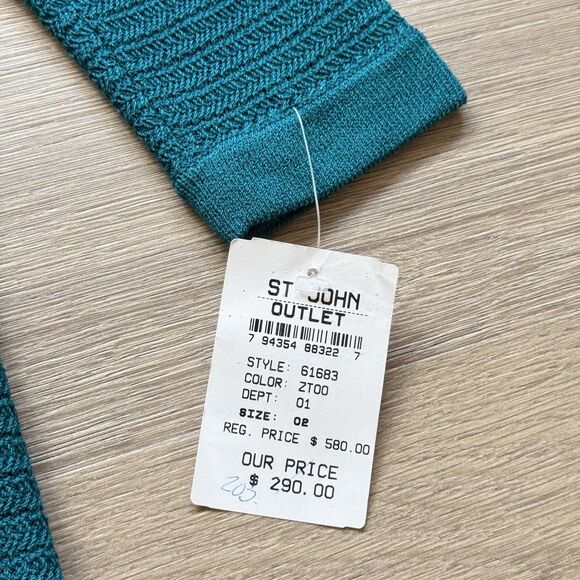 ST JOHN
OUTLET
7 94354 88322 7
STYLE: 61683
COLOR: ZT00
DEPT: 01
SIZE: 02
REG. PRICE $ 580.00
OUR PRICE
$ 290.00
203.